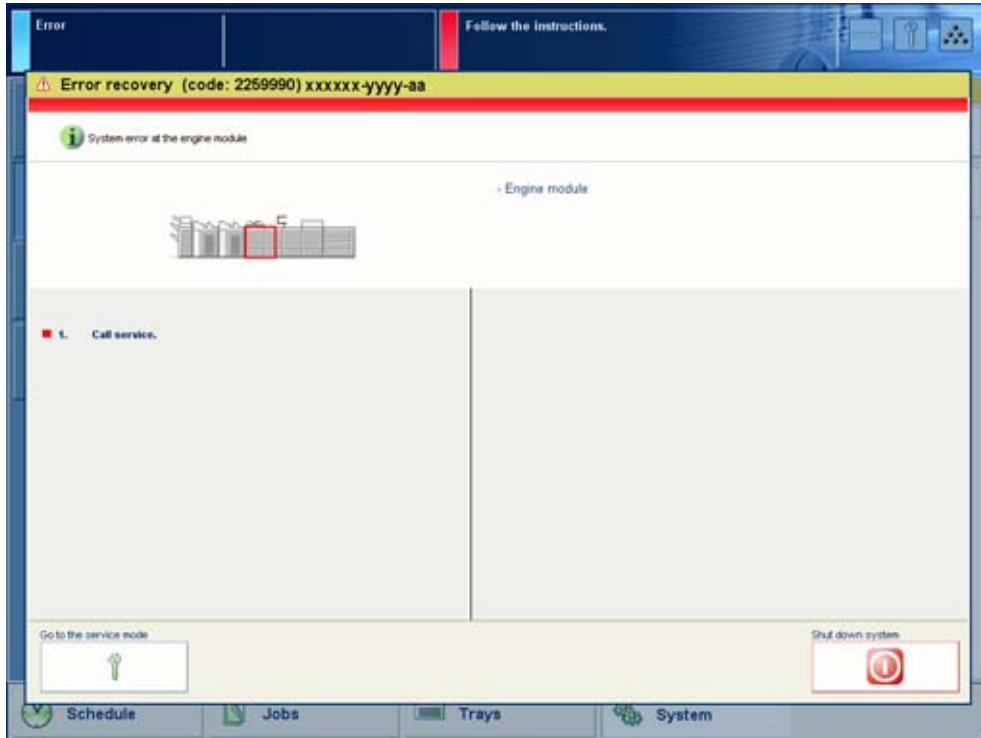 Error
Follow the instructions.
Error recovery (code: 2259990) xxxxxx-yyyy-aa
System error at the engine module
- Engine module
1. Call service.
Go to the service mode
Shut down system
Schedule
Jobs
Trays
System